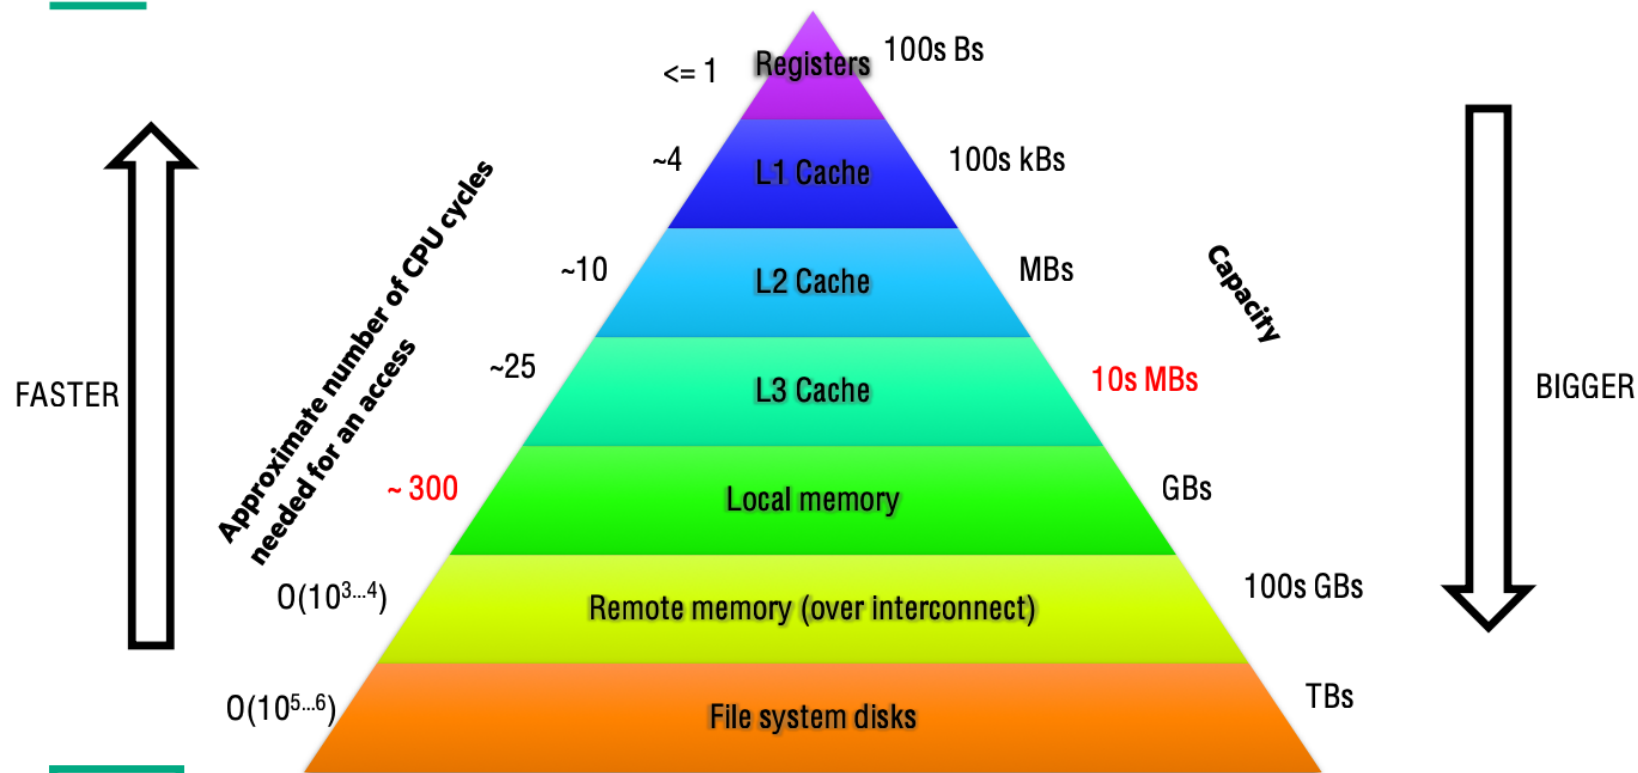 <= 1
Registers
100s Bs
~4
L1 Cache
100s kBs
~10
L2 Cache
MBs
~25
L3 Cache
10s MBs
~ 300
Local memory
GBs
O(10³…⁴)
Remote memory (over interconnect)
100s GBs
O(10⁵…⁶)
File system disks
TBs
FASTER
Approximate number of CPU cycles
needed for an access
Capacity
BIGGER